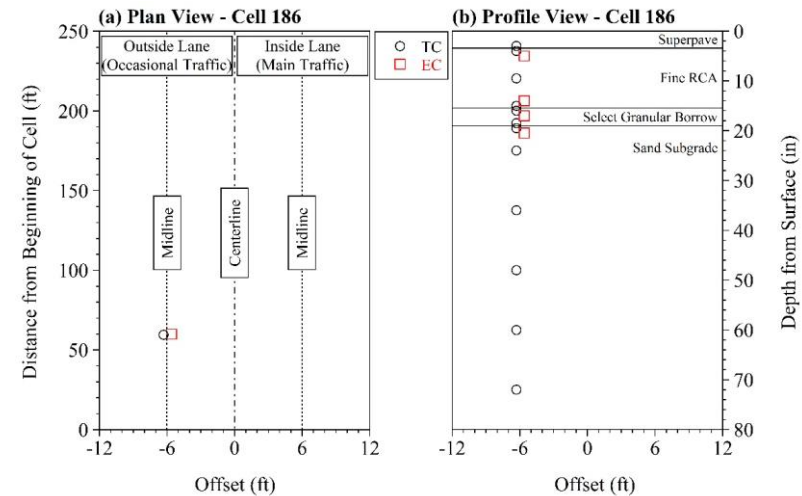 (a) Plan View - Cell 186
Outside Lane
(Occasional Traffic)
Inside Lane
(Main Traffic)
250
200
150
100
50
0
Distance from Beginning of Cell (ft)
Midline
Centerline
Midline
-12
-6
0
6
12
Offset (ft)
TC
EC
(b) Profile View - Cell 186
Superpave
Fine RCA
Select Granular Borrow
Sand Subgrade
0
10
20
30
40
50
60
70
80
Depth from Surface (in)
-12
-6
0
6
12
Offset (ft)